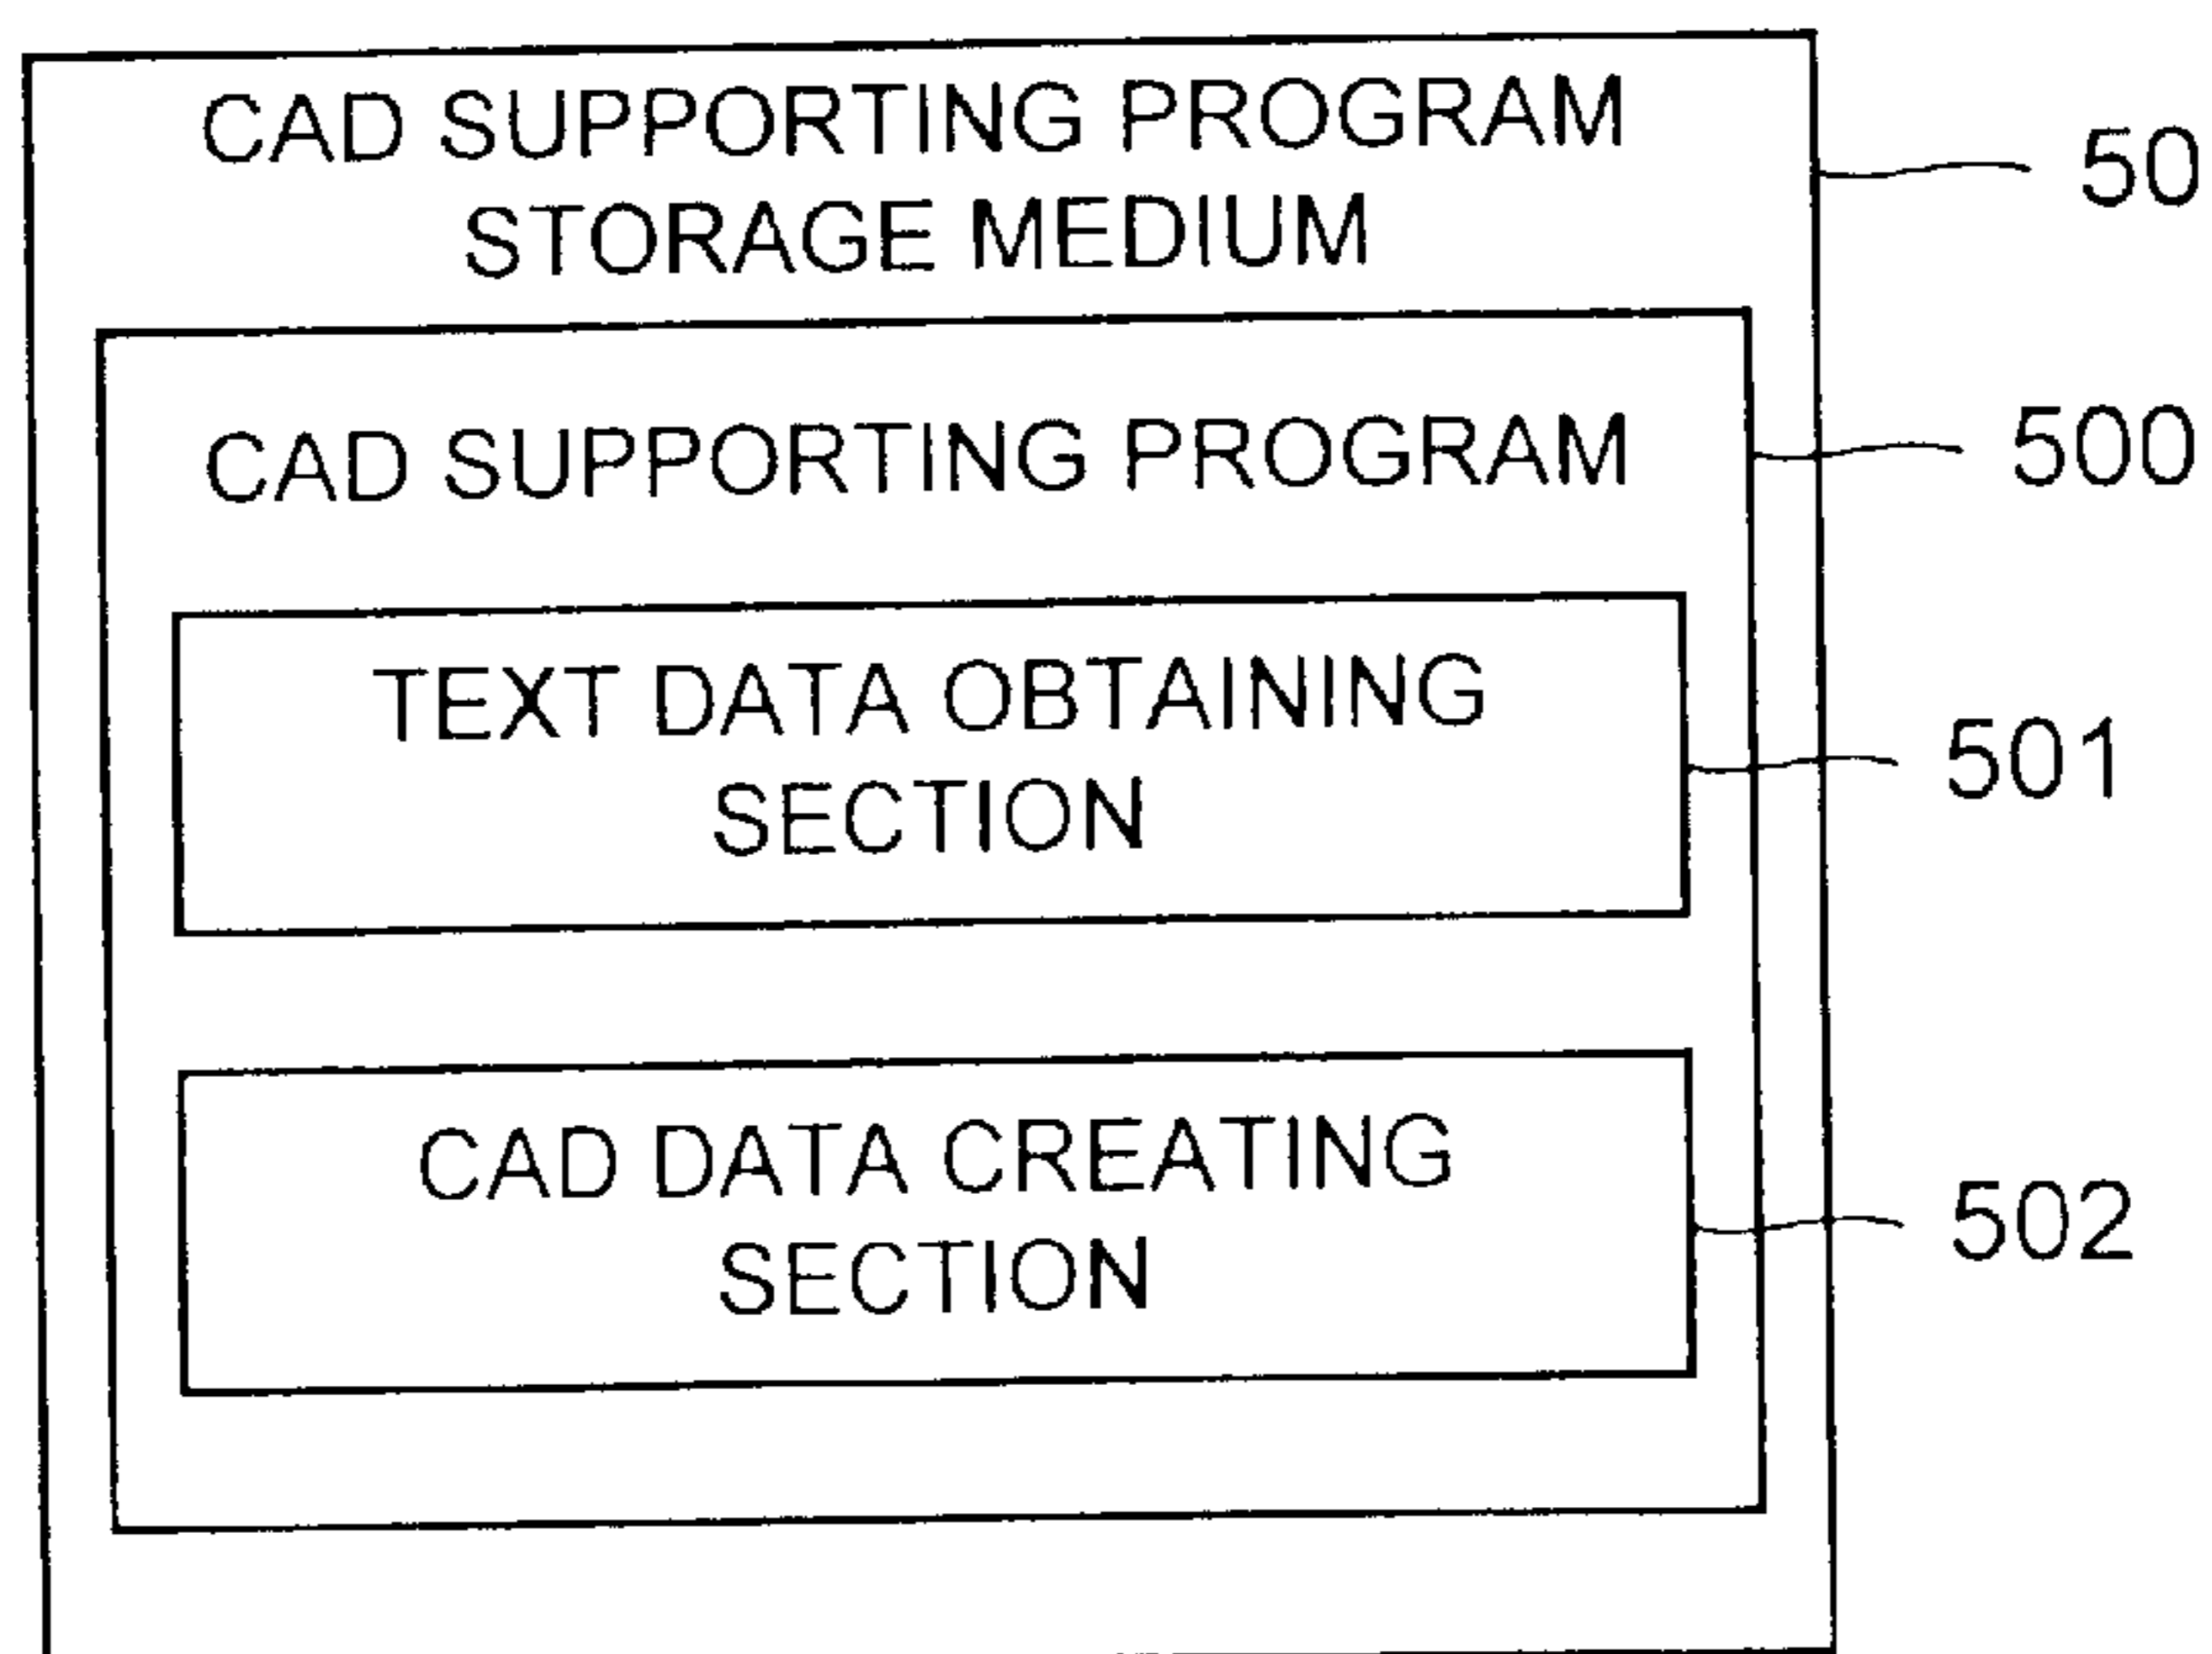 CAD SUPPORTING PROGRAM
STORAGE MEDIUM
50
CAD SUPPORTING PROGRAM
500
TEXT DATA OBTAINING
SECTION
501
CAD DATA CREATING
SECTION
502